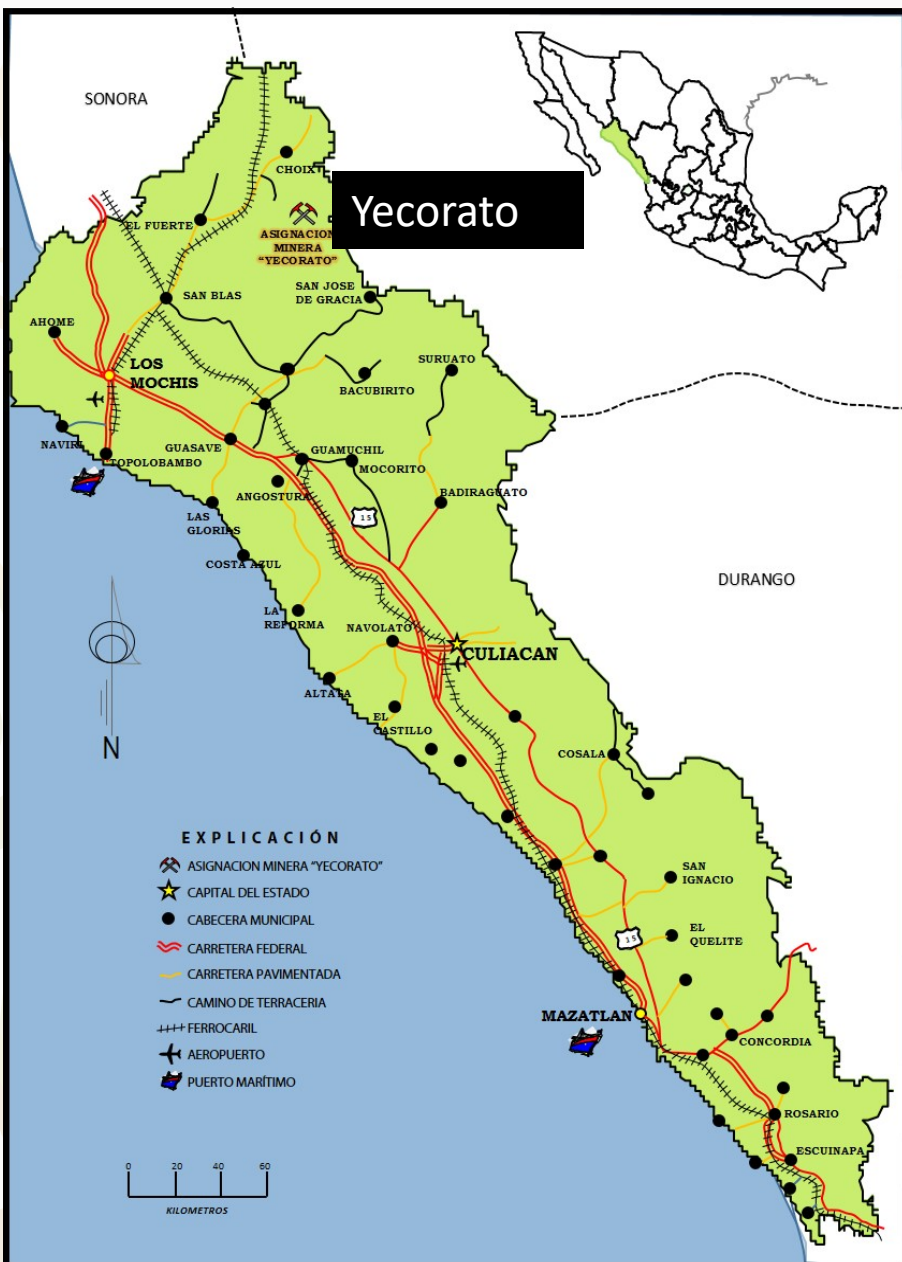 SONORA
CHOIX
Yecorato
EL FUERTE
ASIGNACION
MINERA
"YECORATO"
SAN BLAS
SAN JOSE
DE GRACIA
AHOME
LOS
MOCHIS
SURUATO
BACUBIRITO
NAVIRI
TOPOLOBAMBO
GUASAVE
GUAMUCHIL
MOCORITO
ANGOSTURA
BADIRAGUATO
LAS
GLORIAS
15
COSTA AZUL
DURANGO
LA
REFORMA
NAVOLATO
CULIACAN
ALTATA
EL
CASTILLO
N
COSALA
EXPLICACIÓN
ASIGNACION MINERA "YECORATO"
CAPITAL DEL ESTADO
CABECERA MUNICIPAL
CARRETERA FEDERAL
CARRETERA PAVIMENTADA
CAMINO DE TERRACERIA
FERROCARIL
AEROPUERTO
PUERTO MARÍTIMO
SAN
IGNACIO
EL
QUELITE
15
MAZATLAN
CONCORDIA
ROSARIO
ESCUINAPA
0 20 40 60
KILOMETROS